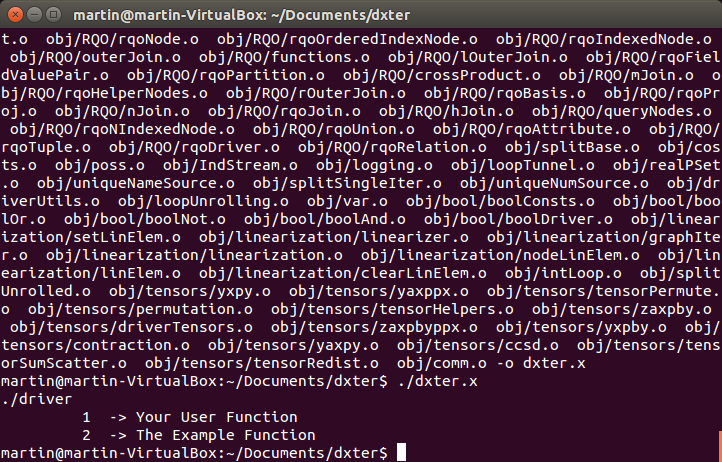 martin@martin-VirtualBox: ~/Documents/dxter
t.o  obj/RQO/rqoNode.o  obj/RQO/rqoOrderedIndexNode.o  obj/RQO/rqoIndexedNode.o
 obj/RQO/outerJoin.o  obj/RQO/functions.o  obj/RQO/lOuterJoin.o  obj/RQO/rqoFiel
dValuePair.o  obj/RQO/rqoPartition.o  obj/RQO/crossProduct.o  obj/RQO/mJoin.o  o
bj/RQO/rqoHelperNodes.o  obj/RQO/rOuterJoin.o  obj/RQO/rqoBasis.o  obj/RQO/rqoPr
oj.o  obj/RQO/nJoin.o  obj/RQO/rqoJoin.o  obj/RQO/hJoin.o  obj/RQO/queryNodes.o
 obj/RQO/rqoNIndexedNode.o  obj/RQO/rqoUnion.o  obj/RQO/rqoAttribute.o  obj/RQO/
rqoTuple.o  obj/RQO/rqoDriver.o  obj/RQO/rqoRelation.o  obj/splitBase.o  obj/cos
ts.o  obj/poss.o  obj/IndStream.o  obj/logging.o  obj/loopTunnel.o  obj/realPSet
.o  obj/uniqueNameSource.o  obj/splitSingleIter.o  obj/uniqueNumSource.o  obj/dr
iverUtils.o  obj/loopUnrolling.o  obj/var.o  obj/bool/boolConsts.o  obj/bool/boo
lOr.o  obj/bool/boolNot.o  obj/bool/boolAnd.o  obj/bool/boolDriver.o  obj/linear
ization/setLinElem.o  obj/linearization/linearizer.o  obj/linearization/graphIte
r.o  obj/linearization/linearization.o  obj/linearization/nodeLinElem.o  obj/lin
earization/linElem.o  obj/linearization/clearLinElem.o  obj/intLoop.o  obj/split
Unrolled.o  obj/tensors/yxpy.o  obj/tensors/yaxppx.o  obj/tensors/tensorPermute.
o  obj/tensors/permutation.o  obj/tensors/tensorHelpers.o  obj/tensors/zaxpby.o
 obj/tensors/driverTensors.o  obj/tensors/zaxpbyppx.o  obj/tensors/yxpby.o  obj/
tensors/contraction.o  obj/tensors/yaxpy.o  obj/tensors/ccsd.o  obj/tensors/tens
orSumScatter.o  obj/tensors/tensorRedist.o  obj/comm.o -o dxter.x
martin@martin-VirtualBox:~/Documents/dxter$ ./dxter.x
./driver
         1  -> Your User Function
         2  -> The Example Function
martin@martin-VirtualBox:~/Documents/dxter$